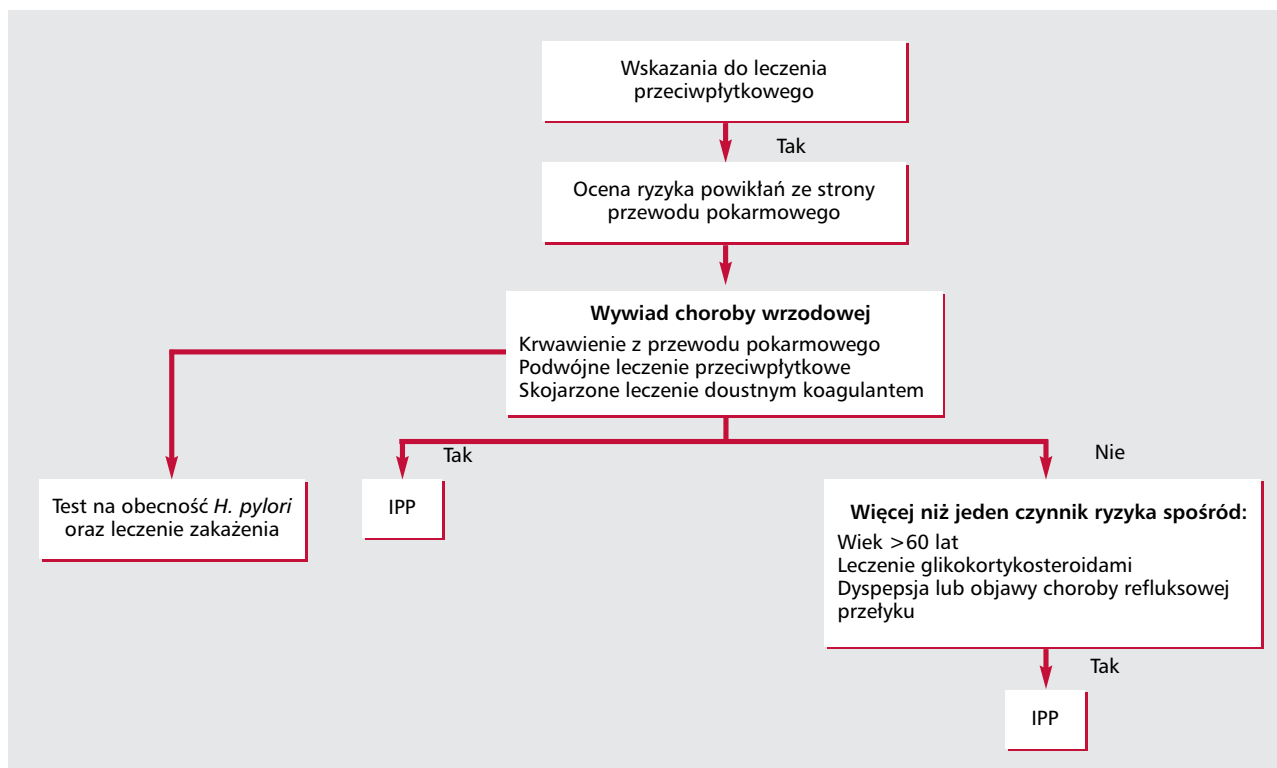 Wskazania do leczenia
przeciwpłytkowego
Tak
Ocena ryzyka powikłań ze strony
przewodu pokarmowego
Wywiad choroby wrzodowej
Krwawienie z przewodu pokarmowego
Podwójne leczenie przeciwpłytkowe
Skojarzone leczenie doustnym koagulantem
Test na obecność H. pylori
oraz leczenie zakażenia
Tak
IPP
Nie
Więcej niż jeden czynnik ryzyka spośród:
Wiek >60 lat
Leczenie glikokortykosteroidami
Dyspepsja lub objawy choroby refluksowej
przełyku
Tak
IPP